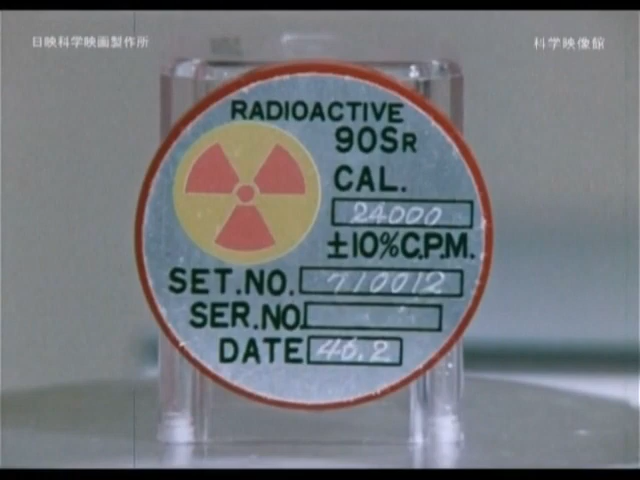 日映科学映画製作所
科学映像館
RADIOACTIVE
90SR
CAL.
24000
±10%C.P.M.
SET.NO. 710012
SER.NO.
DATE 46.2